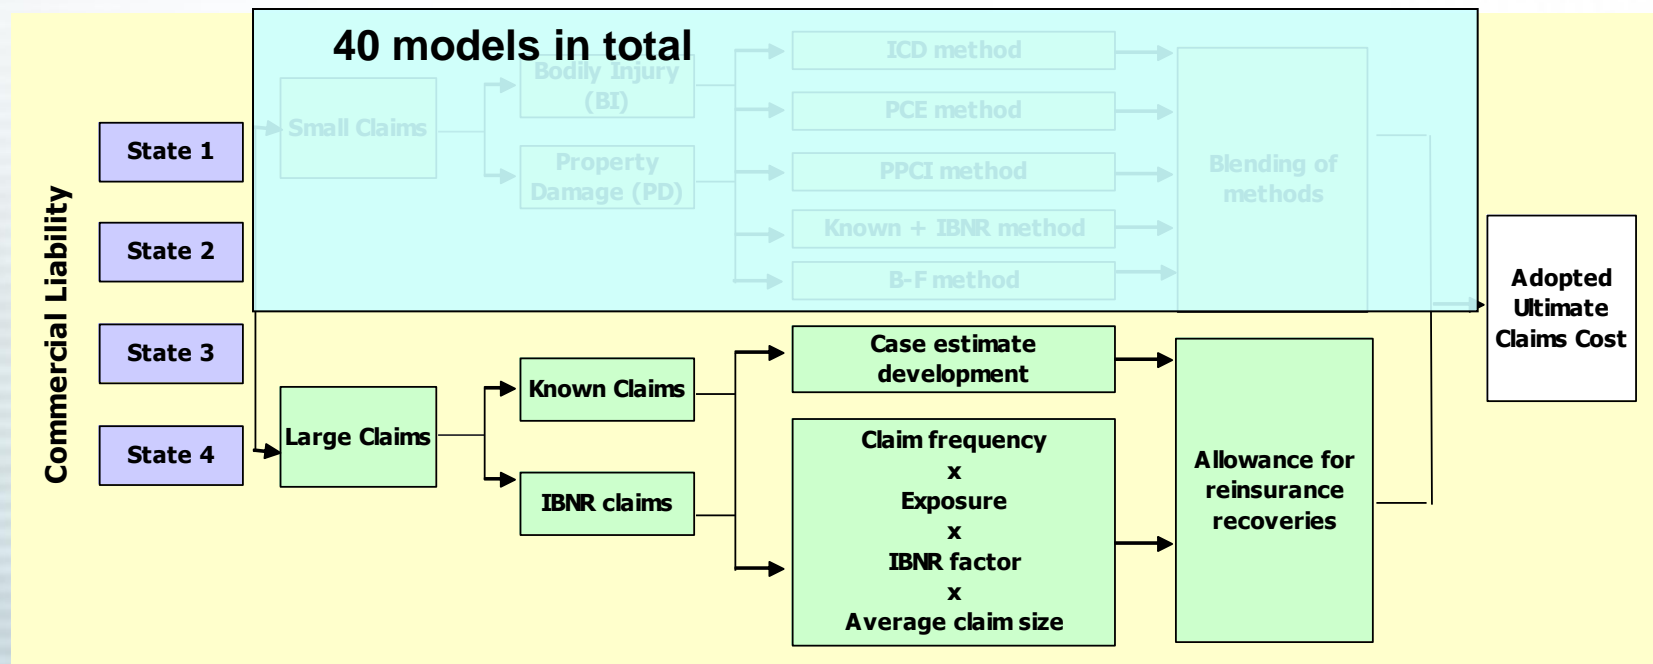 40 models in total
Commercial Liability
State 1
State 2
State 3
State 4
Small Claims
Bodily Injury
(BI)
Property
Damage (PD)
ICD method
PCE method
PPCI method
Known + IBNR method
B-F method
Blending of
methods
Large Claims
Known Claims
IBNR claims
Case estimate
development
Claim frequency
x
Exposure
x
IBNR factor
x
Average claim size
Allowance for
reinsurance
recoveries
Adopted
Ultimate
Claims Cost